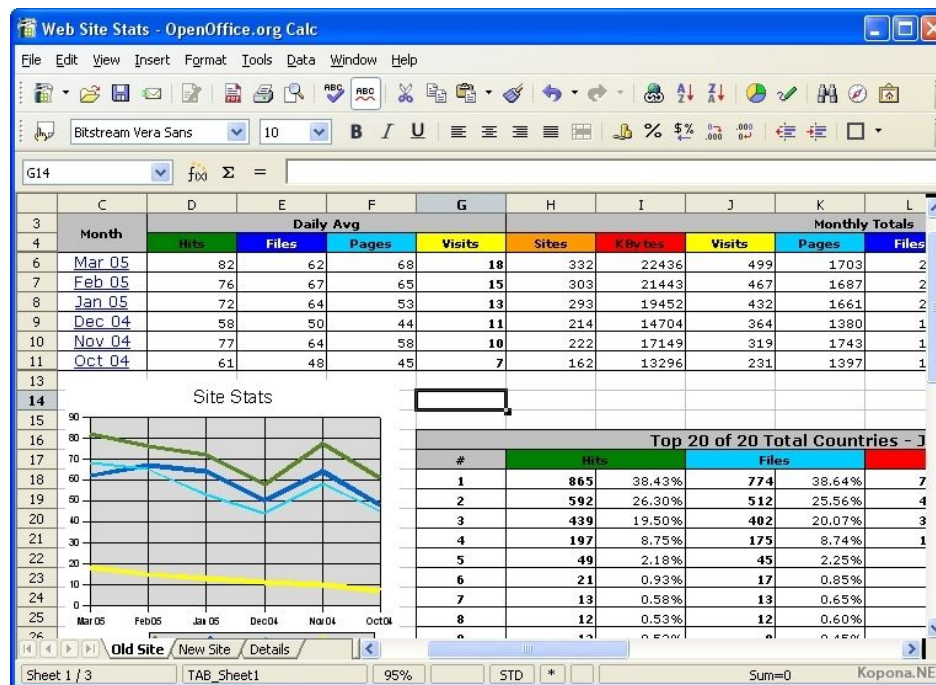 Web Site Stats - OpenOffice.org Calc
File Edit View Insert Format Tools Data Window Help
Bitstream Vera Sans 10 B I U
G14 f(x) Σ =
C D E F G H I J K L
3 Month Daily Avg Monthly Totals
4 Hits Files Pages Visits Sites KBytes Visits Pages Files
6 Mar 05 82 62 68 18 332 22436 499 1703 2
7 Feb 05 76 67 65 15 303 21443 467 1687 2
8 Jan 05 72 64 53 13 293 19452 432 1661 2
9 Dec 04 58 50 44 11 214 14704 364 1380 1
10 Nov 04 77 64 58 10 222 17149 319 1743 1
11 Oct 04 61 48 45 7 162 13296 231 1397 1
13
14 Site Stats
15 90
16 80 Top 20 of 20 Total Countries - J
17 70 # Hits Files
18 60 1 865 38.43% 774 38.64% 7
19 50 2 592 26.30% 512 25.56% 4
20 40 3 439 19.50% 402 20.07% 3
21 30 4 197 8.75% 175 8.74% 1
22 20 5 49 2.18% 45 2.25%
23 10 6 21 0.93% 17 0.85%
24 0 7 13 0.58% 13 0.65%
25 Mar 05 Feb 05 Jan 05 Dec 04 Nov 04 Oct 04 8 12 0.53% 12 0.60%
26
Old Site New Site Details
Sheet 1 / 3 TAB_Sheet1 95% STD * Sum=0 Kopona.NE